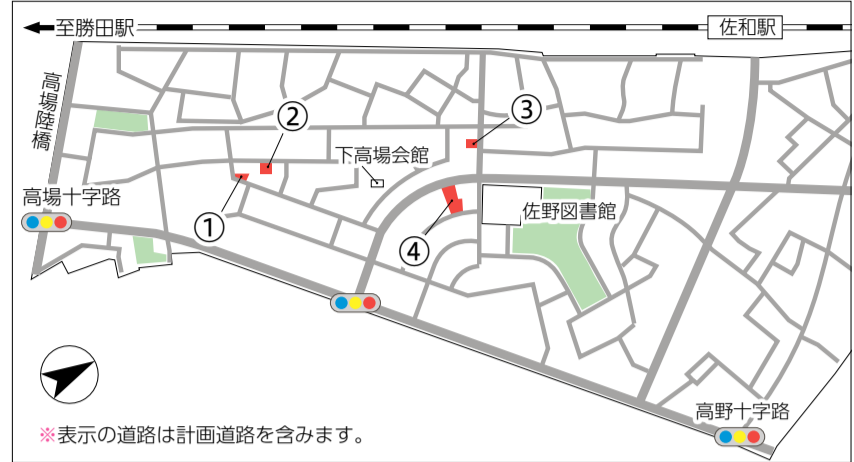 至勝田駅
佐和駅
高場陸橋
②
③
下高場会館
高場十字路
①
④
佐野図書館
高野十字路
※表示の道路は計画道路を含みます。